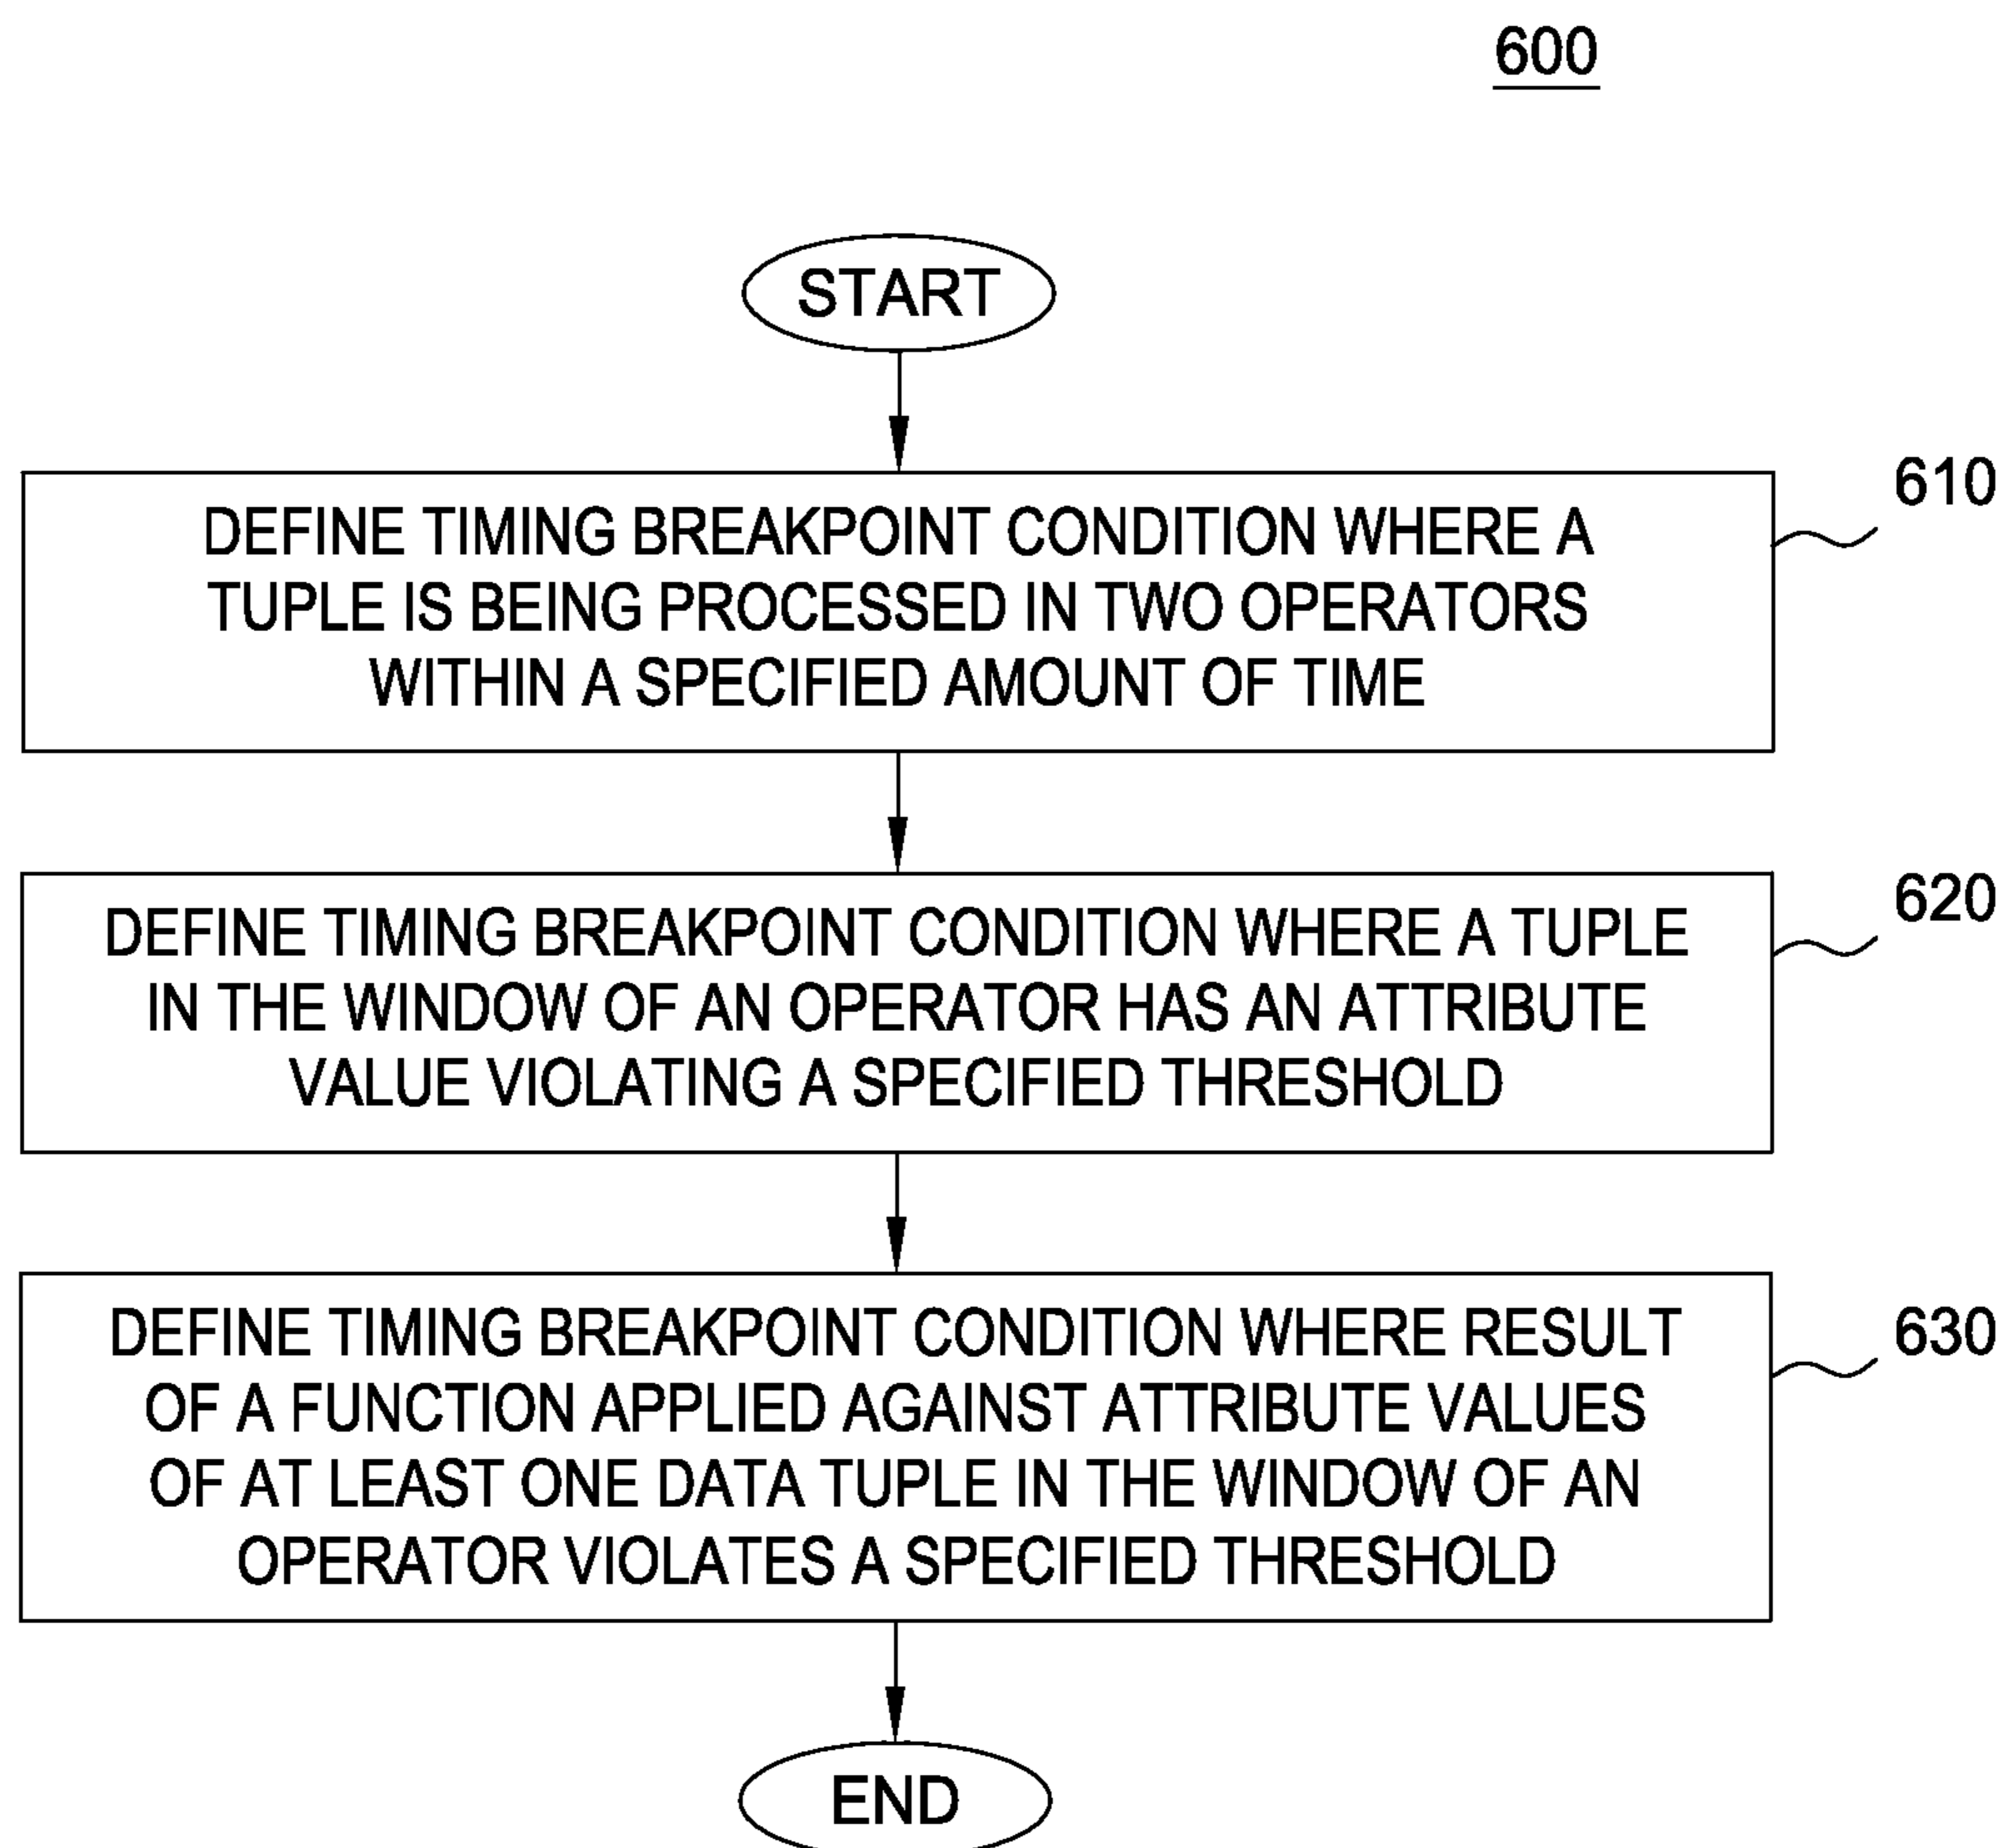 600
START
DEFINE TIMING BREAKPOINT CONDITION WHERE A
TUPLE IS BEING PROCESSED IN TWO OPERATORS
WITHIN A SPECIFIED AMOUNT OF TIME
610
DEFINE TIMING BREAKPOINT CONDITION WHERE A TUPLE
IN THE WINDOW OF AN OPERATOR HAS AN ATTRIBUTE
VALUE VIOLATING A SPECIFIED THRESHOLD
620
DEFINE TIMING BREAKPOINT CONDITION WHERE RESULT
OF A FUNCTION APPLIED AGAINST ATTRIBUTE VALUES
OF AT LEAST ONE DATA TUPLE IN THE WINDOW OF AN
OPERATOR VIOLATES A SPECIFIED THRESHOLD
630
END